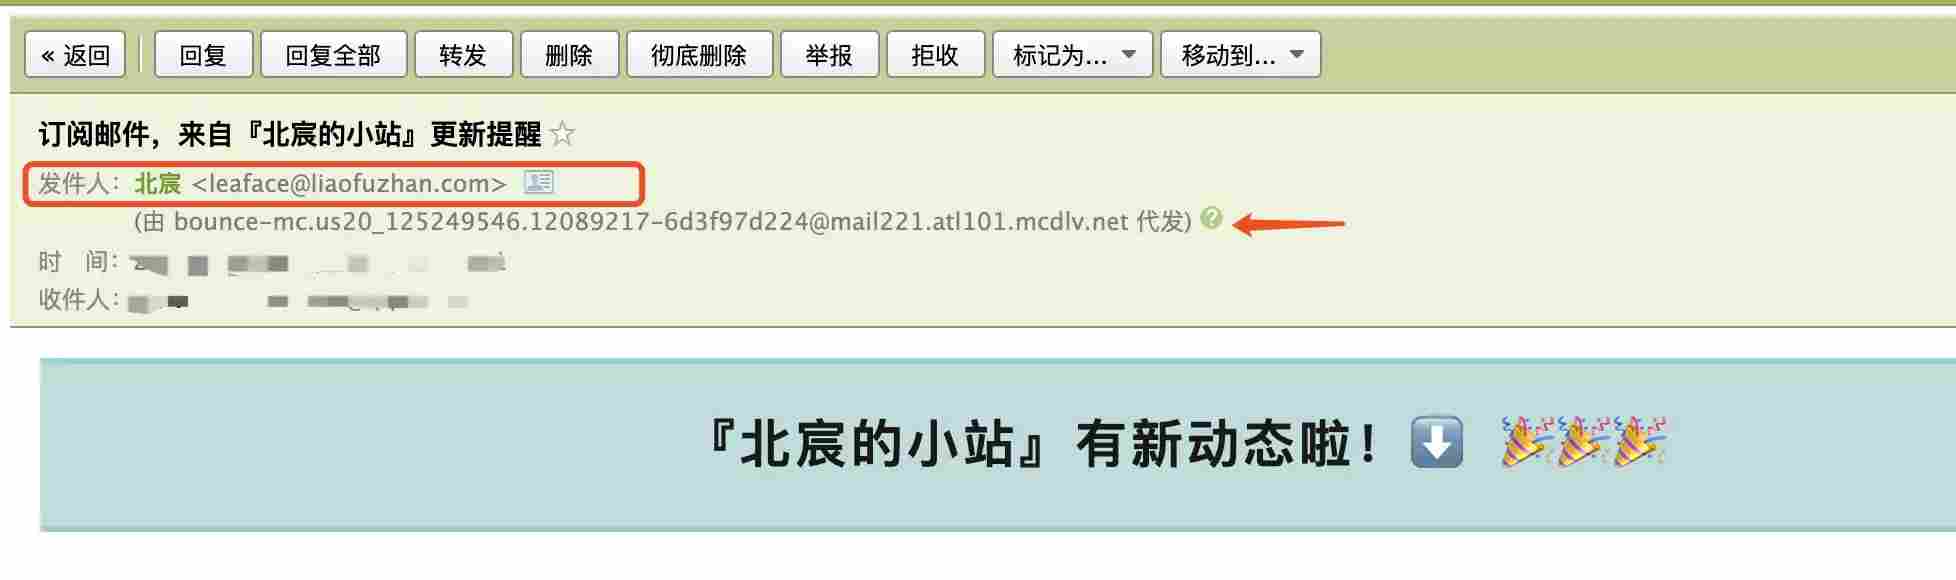 « 返回 回复 回复全部 转发 删除 彻底删除 举报 拒收 标记为... 移动到...
订阅邮件，来自『北宸的小站』更新提醒
发件人：北宸 <leaface@liaofuzhan.com>
(由 bounce-mc.us20_125249546.12089217-6d3f97d224@mail221.atl101.mcdlv.net 代发)
时 间：
收件人：
『北宸的小站』有新动态啦！ ⬇️ 🎉🎉🎉